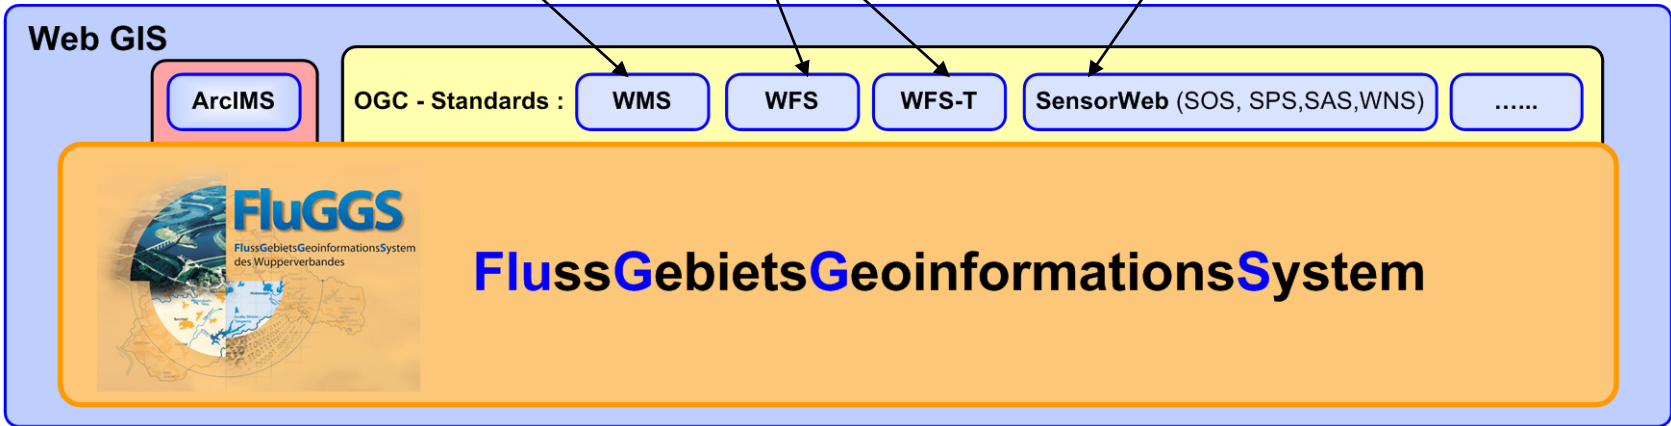 Web GIS
ArcIMS
OGC - Standards :
WMS
WFS
WFS-T
SensorWeb (SOS, SPS,SAS,WNS)
......
FluGGS
FlussGebietsGeoinformationsSystem
des Wupperverbandes
FlussGebietsGeoinformationsSystem